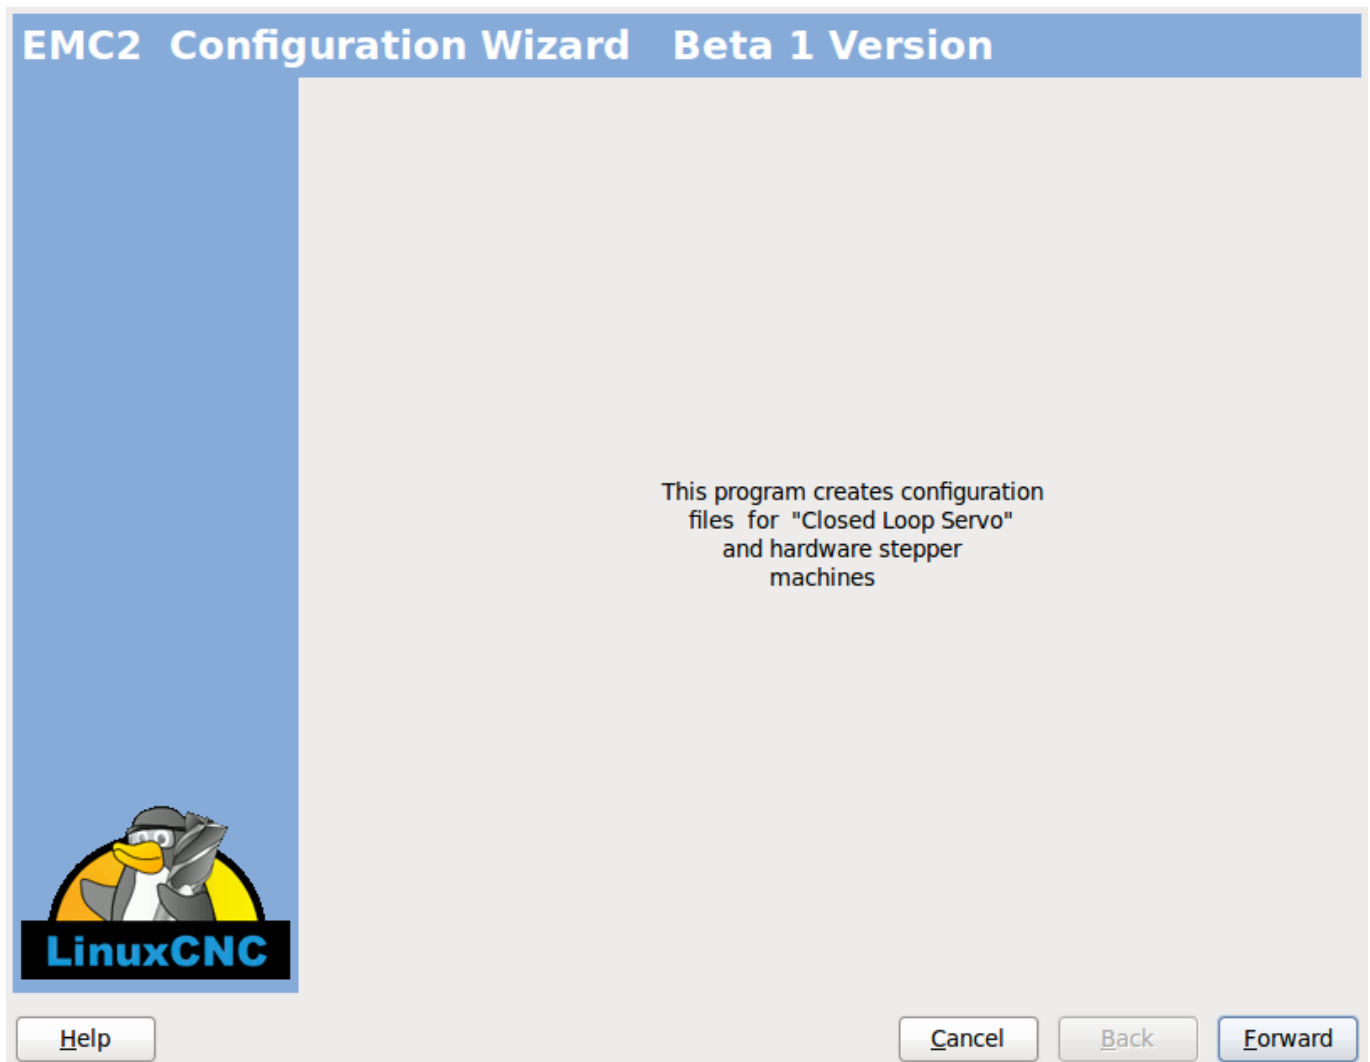 EMC2 Configuration Wizard Beta 1 Version
This program creates configuration
files for "Closed Loop Servo"
and hardware stepper
machines
LinuxCNC
Help
Cancel
Back
Forward